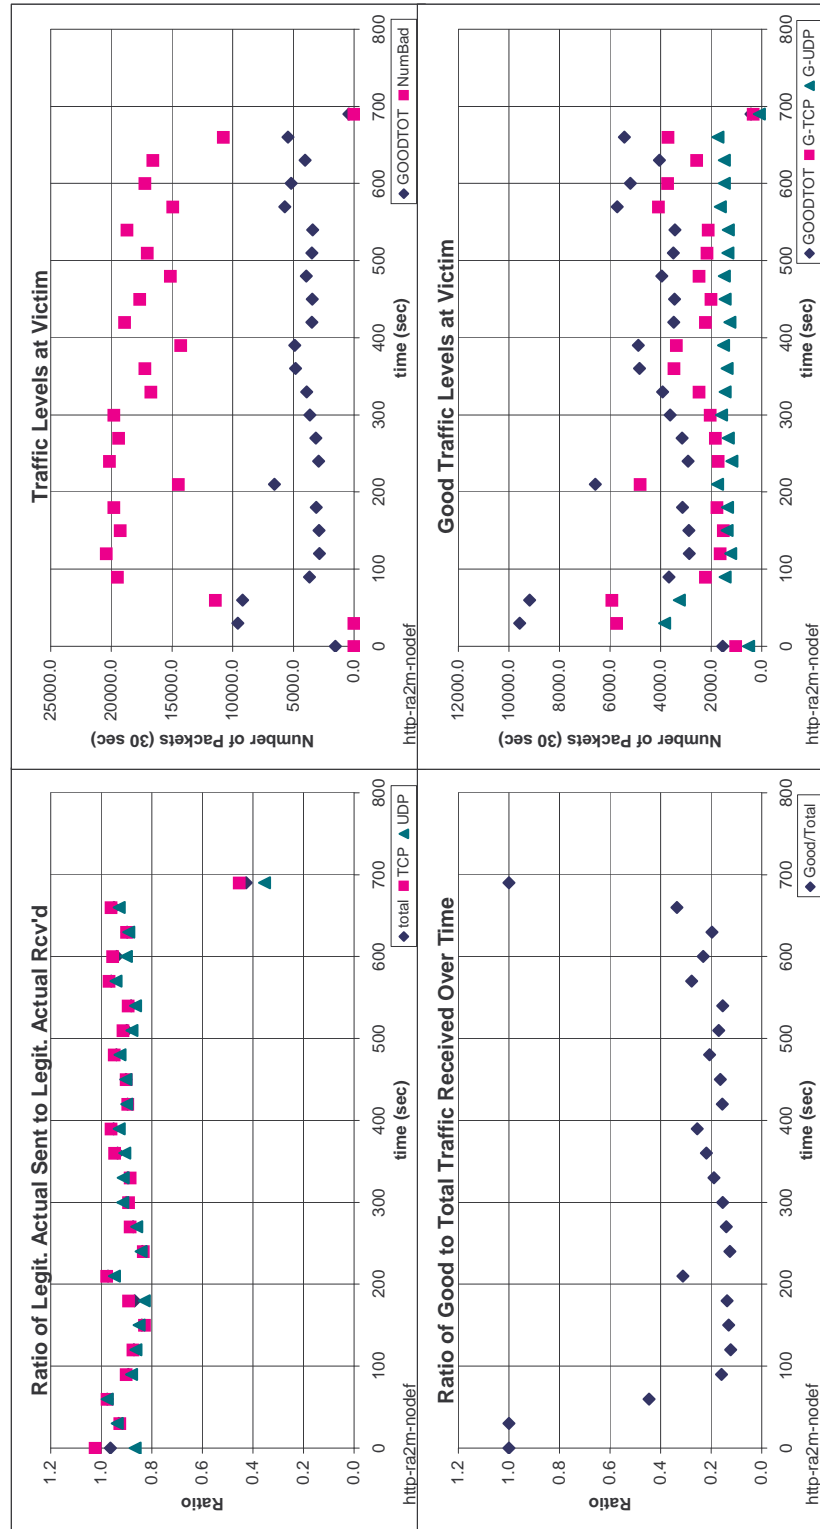 Ratio of Legit. Actual Sent to Legit. Actual Rcv'd
1.2
1.0
0.8
0.6
0.4
0.2
0.0
Ratio
0 100 200 300 400 500 600 700 800
time (sec)
http-ra2m-nodef
total TCP UDP
Traffic Levels at Victim
25000.0
20000.0
15000.0
10000.0
5000.0
0.0
Number of Packets (30 sec)
0 100 200 300 400 500 600 700 800
time (sec)
http-ra2m-nodef
GOODTOT NumBad
Ratio of Good to Total Traffic Received Over Time
1.2
1.0
0.8
0.6
0.4
0.2
0.0
Ratio
0 100 200 300 400 500 600 700 800
time (sec)
http-ra2m-nodef
Good/Total
Good Traffic Levels at Victim
12000.0
10000.0
8000.0
6000.0
4000.0
2000.0
0.0
Number of Packets (30 sec)
0 100 200 300 400 500 600 700 800
time (sec)
http-ra2m-nodef
GOODTOT G-TCP G-UDP